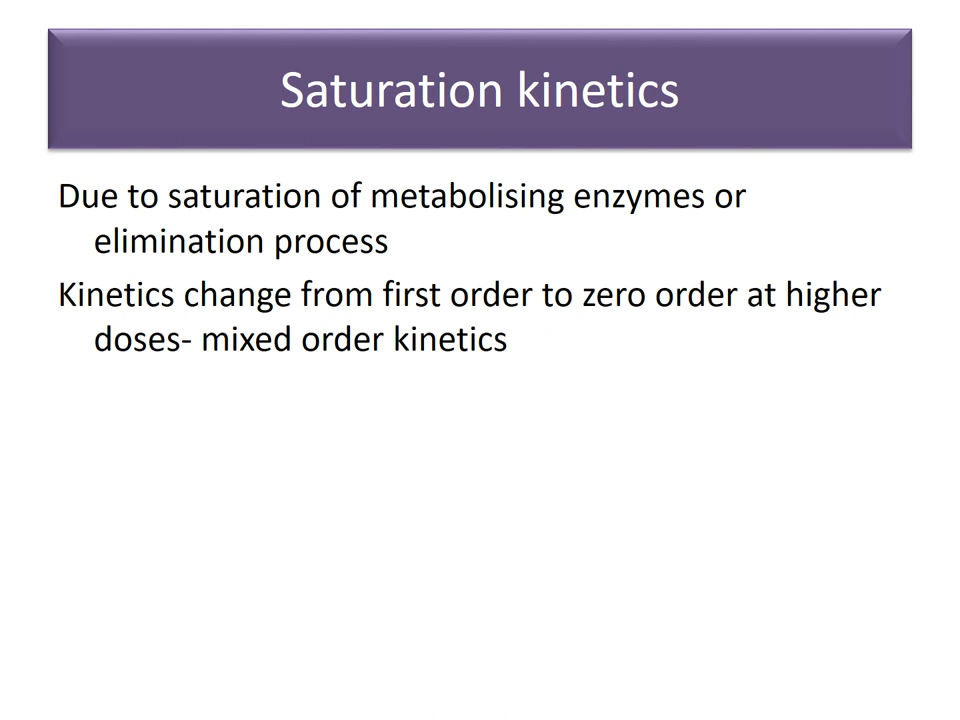 Saturation kinetics
Due to saturation of metabolising enzymes or
elimination process
Kinetics change from first order to zero order at higher
doses- mixed order kinetics